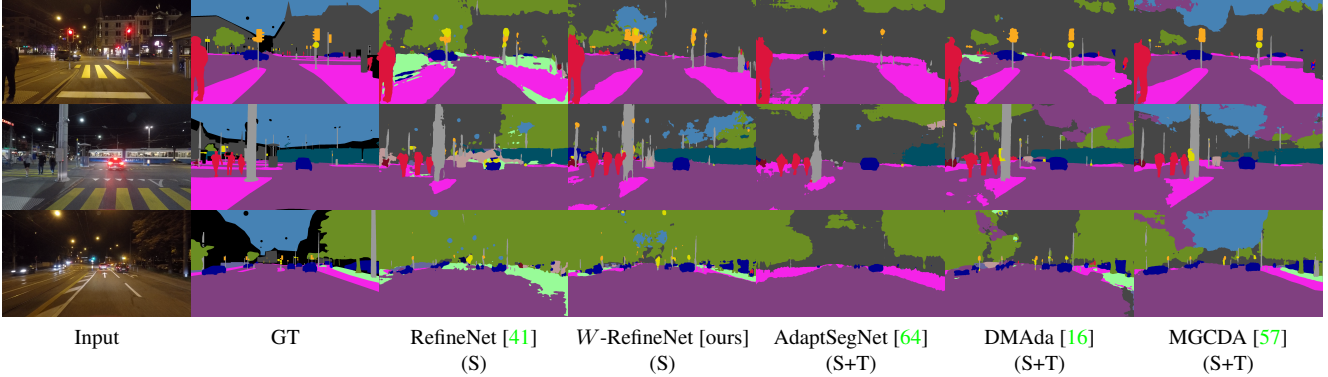 Input GT RefineNet [41] W-RefineNet [ours] AdaptSegNet [64] DMAda [16] MGCDA [57]
(S) (S) (S+T) (S+T) (S+T)